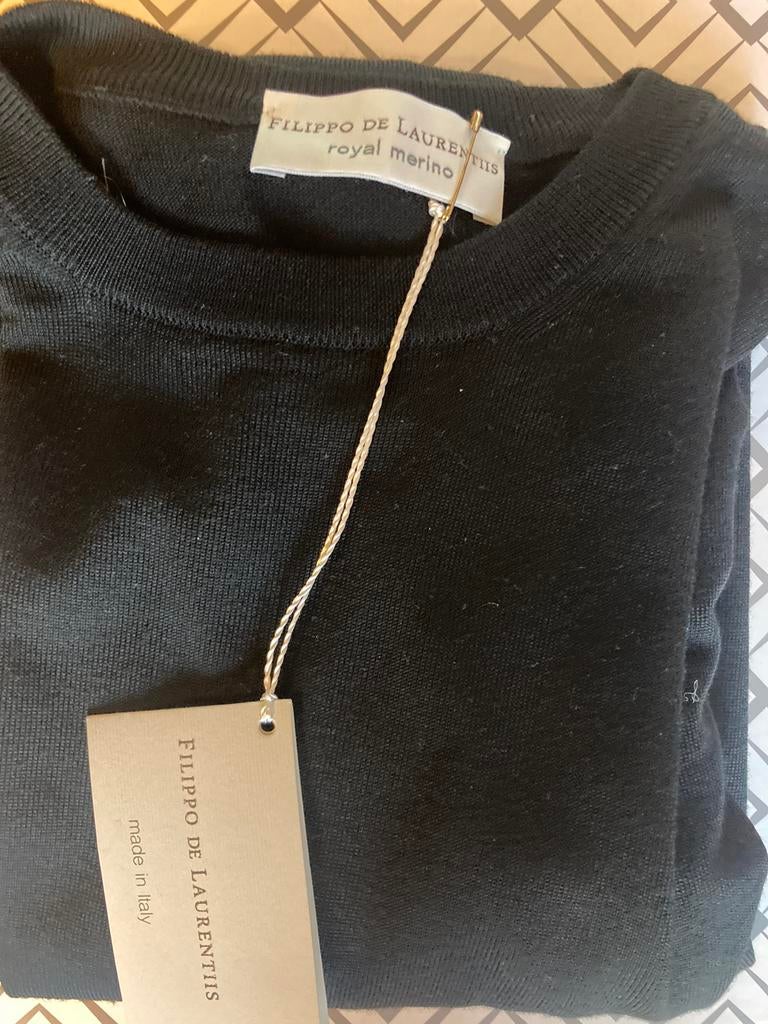 FILIPPO DE LAURENTIIS
royal merino
FILIPPO DE LAURENTIIS
made in Italy